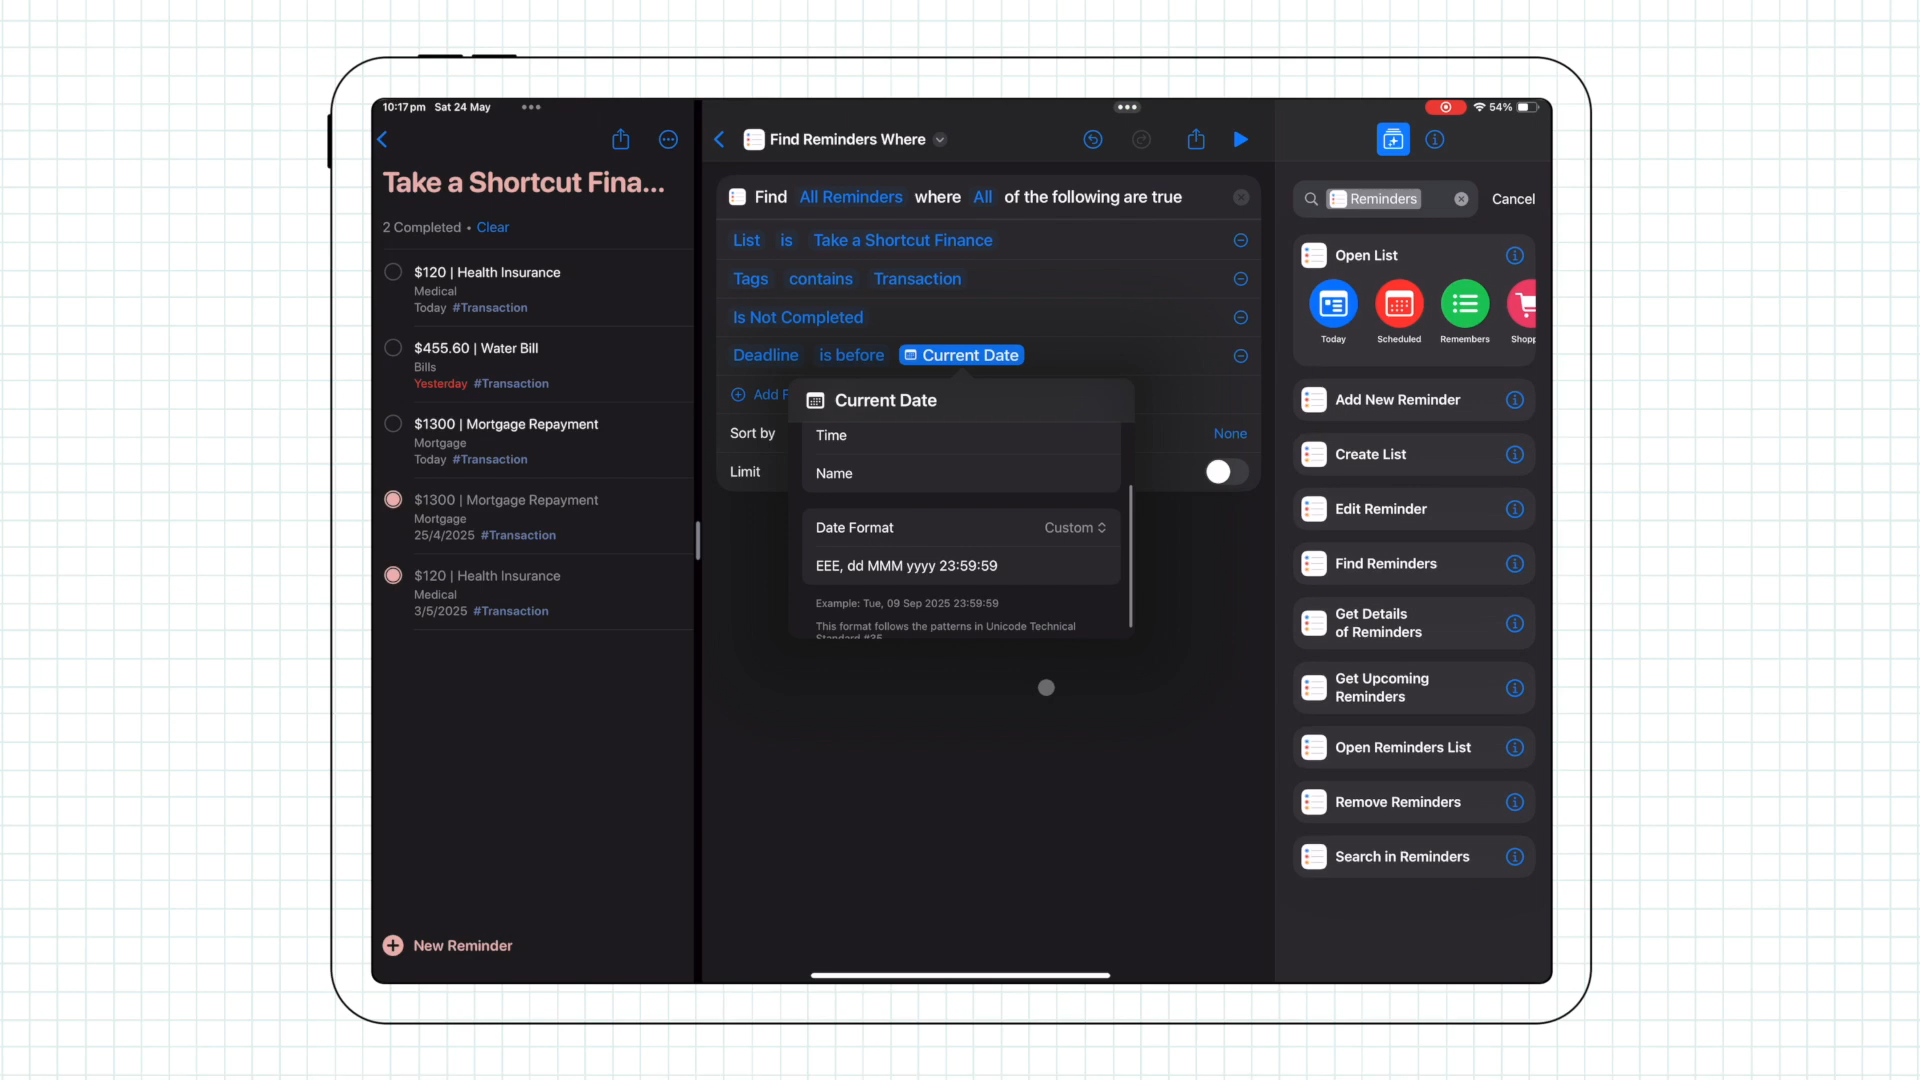 10:17 pm Sat 24 May
Take a Shortcut Fina...
2 Completed • Clear
$120 | Health Insurance
Medical
Today #Transaction
$455.60 | Water Bill
Bills
Yesterday #Transaction
$1300 | Mortgage Repayment
Mortgage
Today #Transaction
$1300 | Mortgage Repayment
Mortgage
25/4/2025 #Transaction
$120 | Health Insurance
Medical
3/5/2025 #Transaction
New Reminder
Find Reminders Where
Find All Reminders where All of the following are true
List is Take a Shortcut Finance
Tags contains Transaction
Is Not Completed
Deadline is before Current Date
Add F
Sort by None
Limit
Current Date
Time
Name
Date Format Custom
EEE, dd MMM yyyy 23:59:59
Example: Tue, 09 Sep 2025 23:59:59
This format follows the patterns in Unicode Technical
Standard #35
54%
Reminders Cancel
Open List
Today Scheduled Remembers Shopp
Add New Reminder
Create List
Edit Reminder
Find Reminders
Get Details
of Reminders
Get Upcoming
Reminders
Open Reminders List
Remove Reminders
Search in Reminders